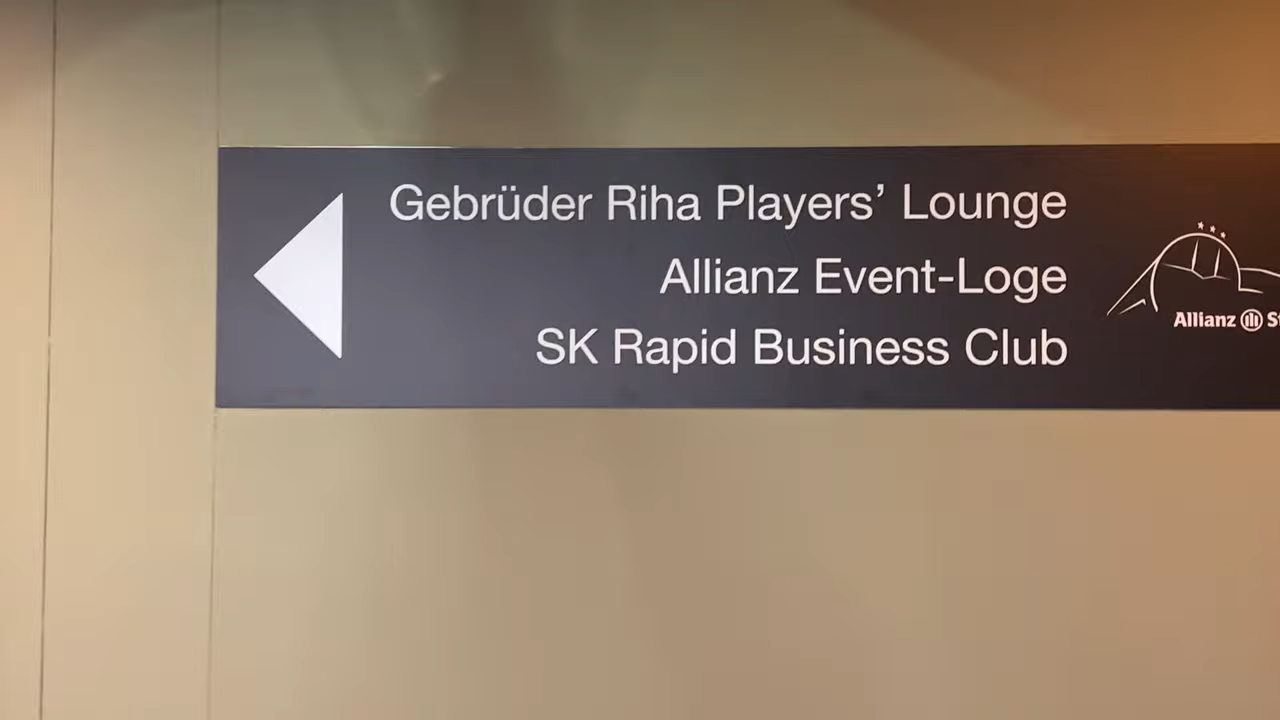 Gebrüder Riha Players’ Lounge
Allianz Event-Loge
SK Rapid Business Club
Allianz